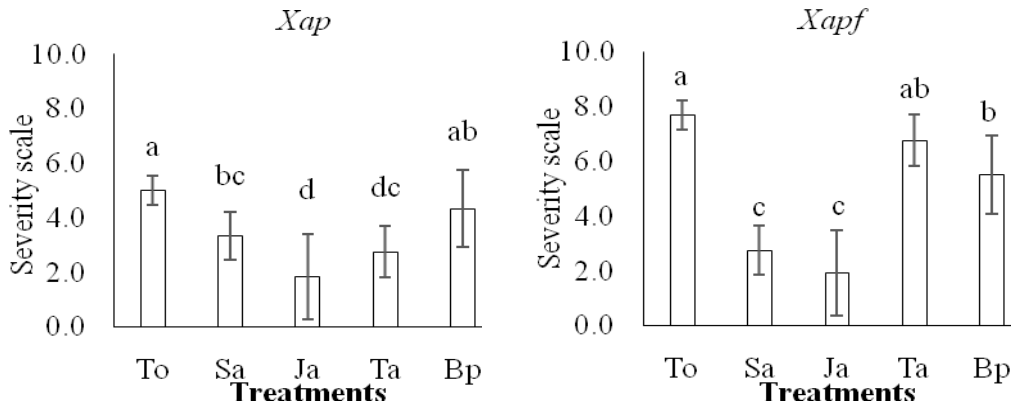 Xap
Severity scale
10.0
8.0
6.0
4.0
2.0
0.0
a
bc
d
dc
ab
To Sa Ja Ta Bp
Treatments
Xapf
Severity scale
10.0
8.0
6.0
4.0
2.0
0.0
a
c
c
ab
b
To Sa Ja Ta Bp
Treatments